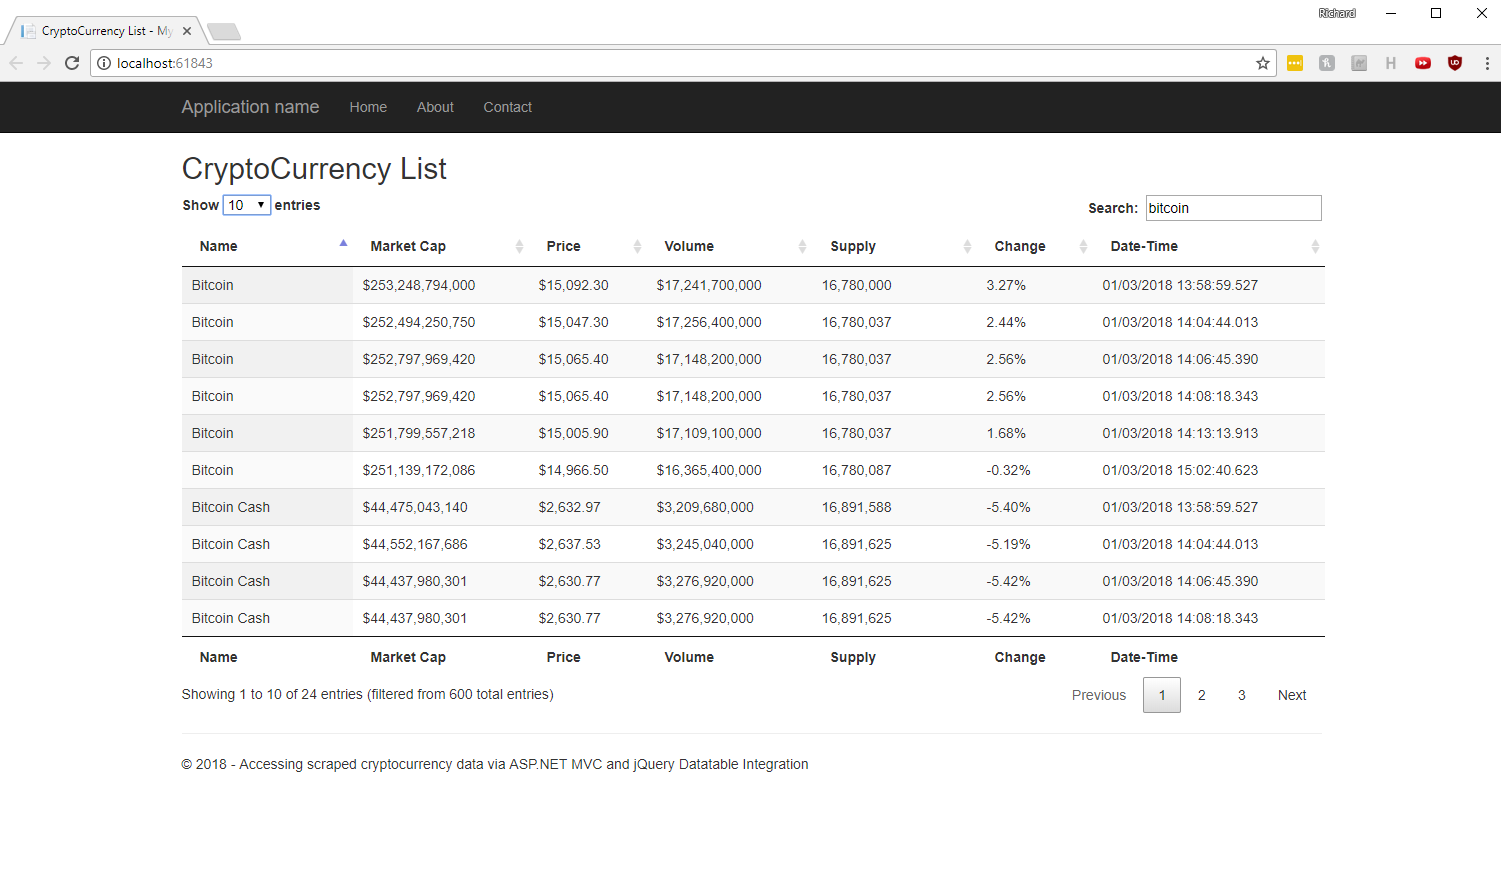 Richard
CryptoCurrency List - My
localhost:61843
Application name Home About Contact
CryptoCurrency List
Show 10 entries Search: bitcoin
Name Market Cap Price Volume Supply Change Date-Time
Bitcoin $253,248,794,000 $15,092.30 $17,241,700,000 16,780,000 3.27% 01/03/2018 13:58:59.527
Bitcoin $252,494,250,750 $15,047.30 $17,256,400,000 16,780,037 2.44% 01/03/2018 14:04:44.013
Bitcoin $252,797,969,420 $15,065.40 $17,148,200,000 16,780,037 2.56% 01/03/2018 14:06:45.390
Bitcoin $252,797,969,420 $15,065.40 $17,148,200,000 16,780,037 2.56% 01/03/2018 14:08:18.343
Bitcoin $251,799,557,218 $15,005.90 $17,109,100,000 16,780,037 1.68% 01/03/2018 14:13:13.913
Bitcoin $251,139,172,086 $14,966.50 $16,365,400,000 16,780,087 -0.32% 01/03/2018 15:02:40.623
Bitcoin Cash $44,475,043,140 $2,632.97 $3,209,680,000 16,891,588 -5.40% 01/03/2018 13:58:59.527
Bitcoin Cash $44,552,167,686 $2,637.53 $3,245,040,000 16,891,625 -5.19% 01/03/2018 14:04:44.013
Bitcoin Cash $44,437,980,301 $2,630.77 $3,276,920,000 16,891,625 -5.42% 01/03/2018 14:06:45.390
Bitcoin Cash $44,437,980,301 $2,630.77 $3,276,920,000 16,891,625 -5.42% 01/03/2018 14:08:18.343
Name Market Cap Price Volume Supply Change Date-Time
Showing 1 to 10 of 24 entries (filtered from 600 total entries) Previous 1 2 3 Next
© 2018 - Accessing scraped cryptocurrency data via ASP.NET MVC and jQuery Datatable Integration